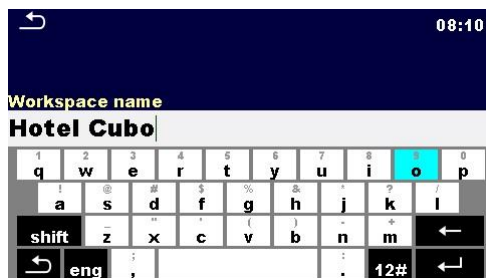 08:10
Workspace name
Hotel Cubo
1 2 3 4 5 6 7 8 9 0
q w e r t y u i o p
! @ # $ % & * ? /
a s d f g h j k l
_ " ' ( ) - +
shift z x c v b n m ←
eng ; , : . 12#